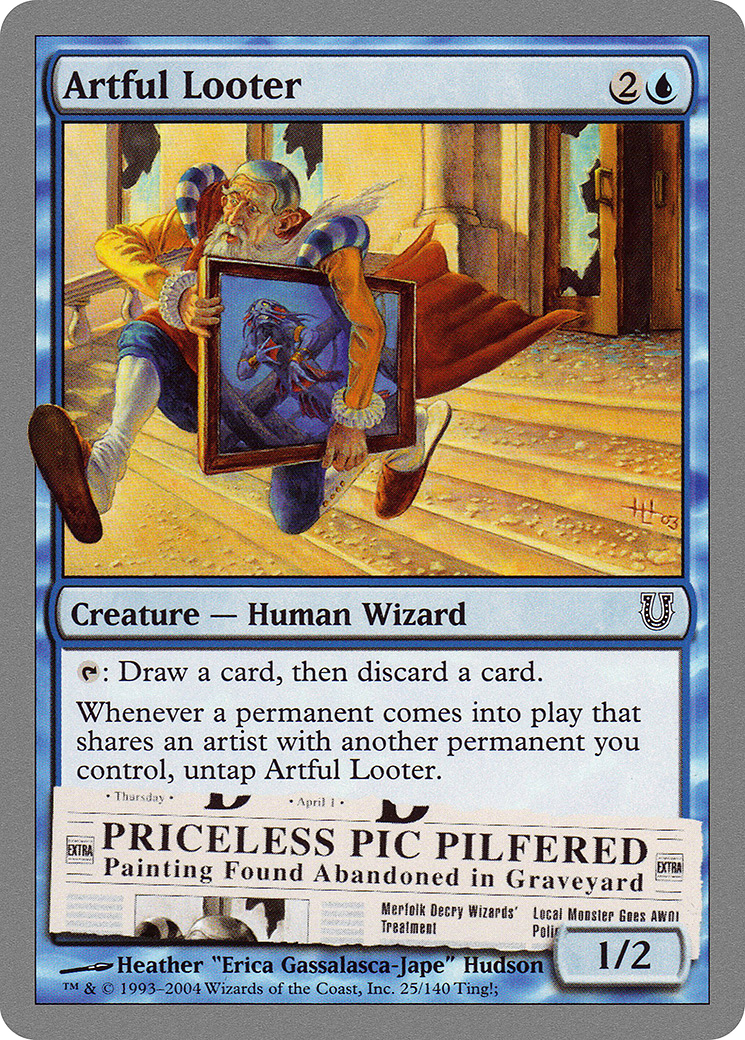 Artful Looter
2
HH 03
Creature — Human Wizard
: Draw a card, then discard a card.
Whenever a permanent comes into play that
shares an artist with another permanent you
control, untap Artful Looter.
• Thursday •
• April 1 •
EXTRA
PRICELESS PIC PILFERED
EXTRA
Painting Found Abandoned in Graveyard
Merfolk Decry Wizards'
Treatment
Local Monster Goes AWOL
1/2
Heather "Erica Gassalasca-Jape" Hudson
™ & © 1993–2004 Wizards of the Coast, Inc. 25/140 Ting!;